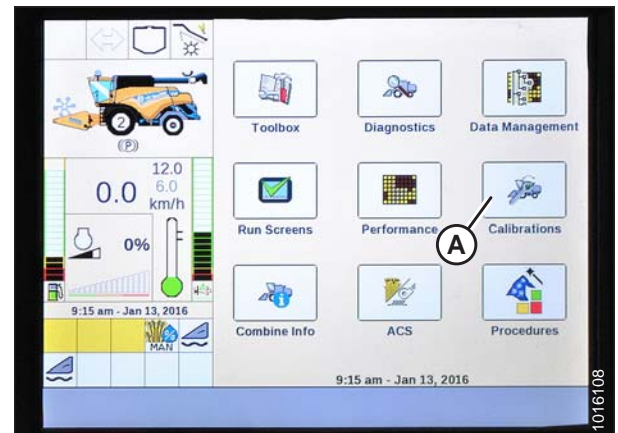 2
(P)
12.0
6.0
0.0 km/h
0%
9:15 am - Jan 13, 2016
MAN
Toolbox
Diagnostics
Data Management
Run Screens
Performance
Calibrations
A
Combine Info
ACS
Procedures
9:15 am - Jan 13, 2016
1016108